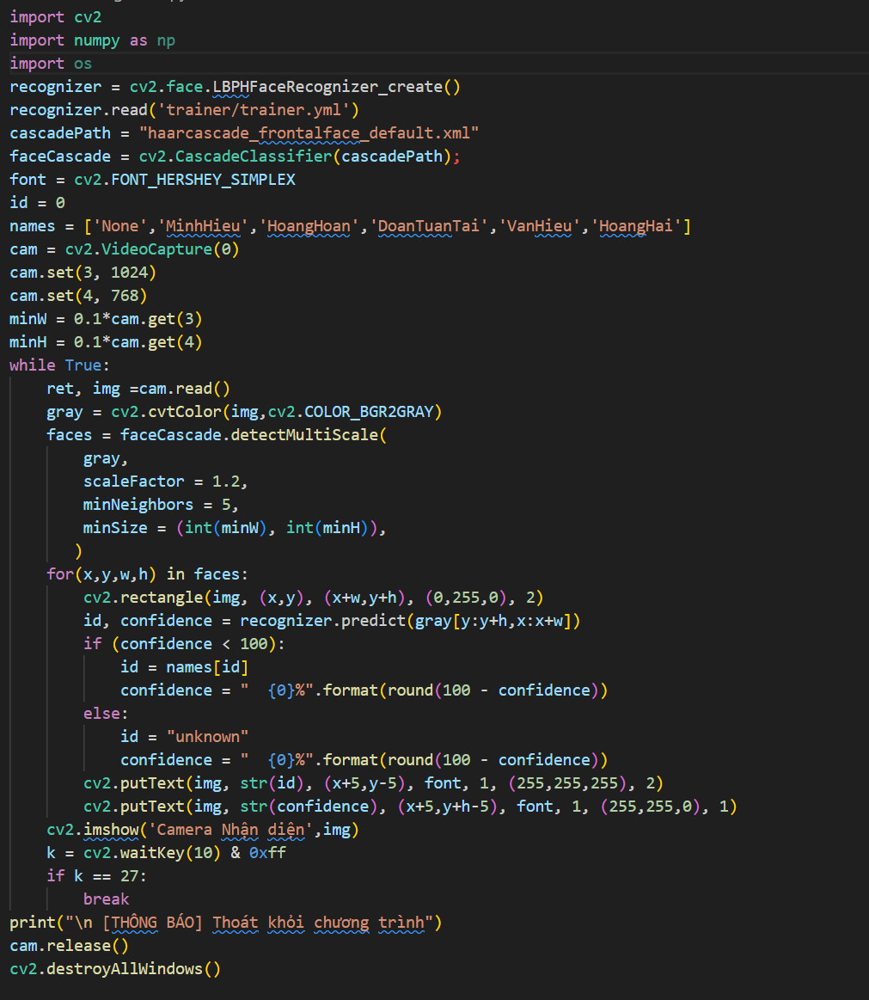 import cv2
import numpy as np
import os
recognizer = cv2.face.LBPHFaceRecognizer_create()
recognizer.read('trainer/trainer.yml')
cascadePath = "haarcascade_frontalface_default.xml"
faceCascade = cv2.CascadeClassifier(cascadePath);
font = cv2.FONT_HERSHEY_SIMPLEX
id = 0
names = ['None','MinhHieu','HoangHoan','DoanTuanTai','VanHieu','HoangHai']
cam = cv2.VideoCapture(0)
cam.set(3, 1024)
cam.set(4, 768)
minW = 0.1*cam.get(3)
minH = 0.1*cam.get(4)
while True:
    ret, img =cam.read()
    gray = cv2.cvtColor(img,cv2.COLOR_BGR2GRAY)
    faces = faceCascade.detectMultiScale(
        gray,
        scaleFactor = 1.2,
        minNeighbors = 5,
        minSize = (int(minW), int(minH)),
       )
    for(x,y,w,h) in faces:
        cv2.rectangle(img, (x,y), (x+w,y+h), (0,255,0), 2)
        id, confidence = recognizer.predict(gray[y:y+h,x:x+w])
        if (confidence < 100):
            id = names[id]
            confidence = "  {0}%".format(round(100 - confidence))
        else:
            id = "unknown"
            confidence = "  {0}%".format(round(100 - confidence))
        cv2.putText(img, str(id), (x+5,y-5), font, 1, (255,255,255), 2)
        cv2.putText(img, str(confidence), (x+5,y+h-5), font, 1, (255,255,0), 1)
    cv2.imshow('Camera Nhận diện',img)
    k = cv2.waitKey(10) & 0xff
    if k == 27:
        break
print("\n [THÔNG BÁO] Thoát khỏi chương trình")
cam.release()
cv2.destroyAllWindows()